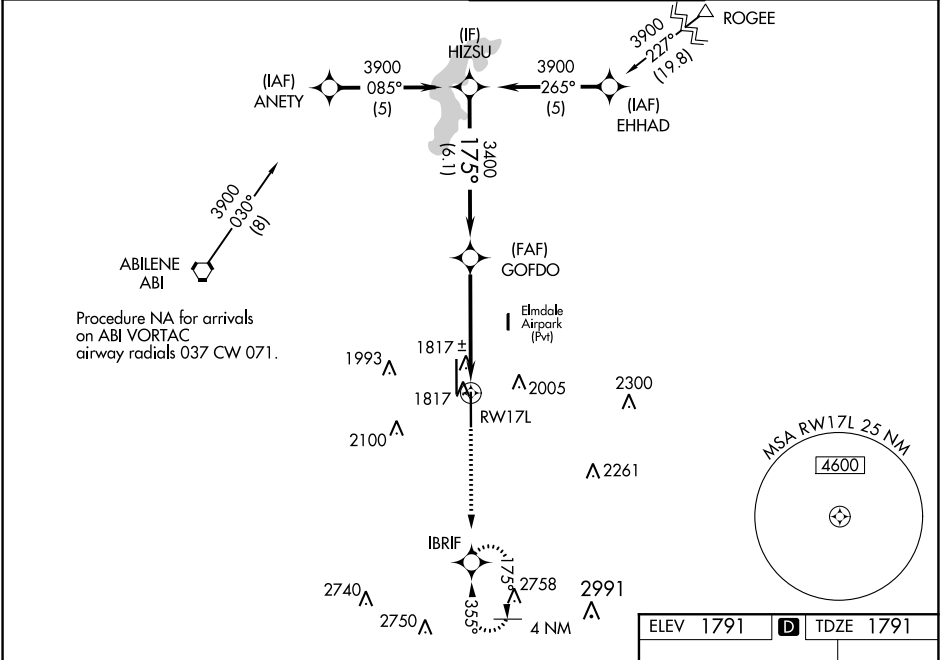 ROGEE
3900
227°
(19.8)
(IF)
HIZSU
3900
085°
(5)
3900
265°
(5)
(IAF)
ANETY
(IAF)
EHHAD
3400
175°
(6.1)
3900
030°
(8)
(FAF)
GOFDO
ABILENE
ABI
Procedure NA for arrivals
on ABI VORTAC
airway radials 037 CW 071.
Elmdale
Airpark
(Pvt)
1817 ±
1993
2005
2300
1817
RW17L
2100
MSA RW17L 25 NM
4600
2261
IBRIF
175°
355°
4 NM
2740
2758
2991
2750
ELEV 1791 D TDZE 1791